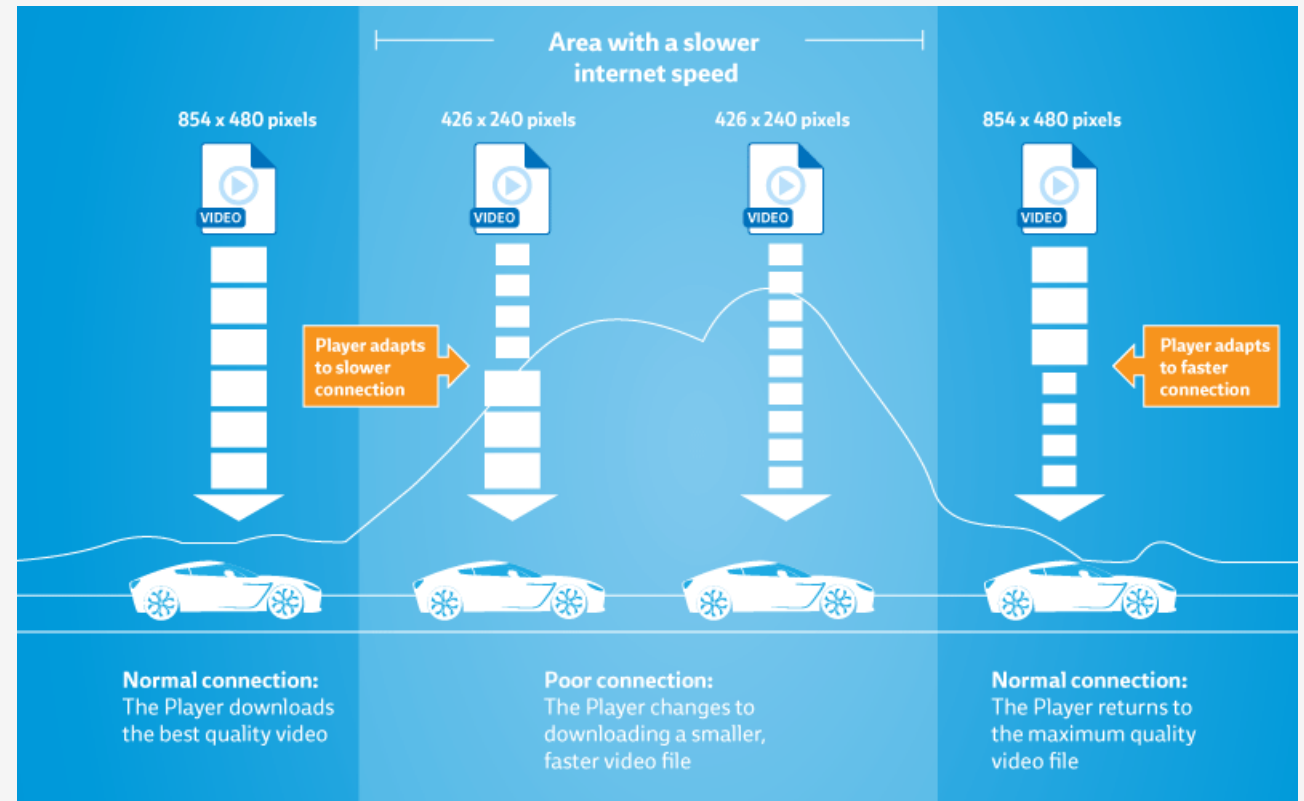 Area with a slower
internet speed
854 x 480 pixels
426 x 240 pixels
426 x 240 pixels
854 x 480 pixels
VIDEO
VIDEO
VIDEO
VIDEO
Player adapts
to slower
connection
Player adapts
to faster
connection
Normal connection:
The Player downloads
the best quality video
Poor connection:
The Player changes to
downloading a smaller,
faster video file
Normal connection:
The Player returns to
the maximum quality
video file